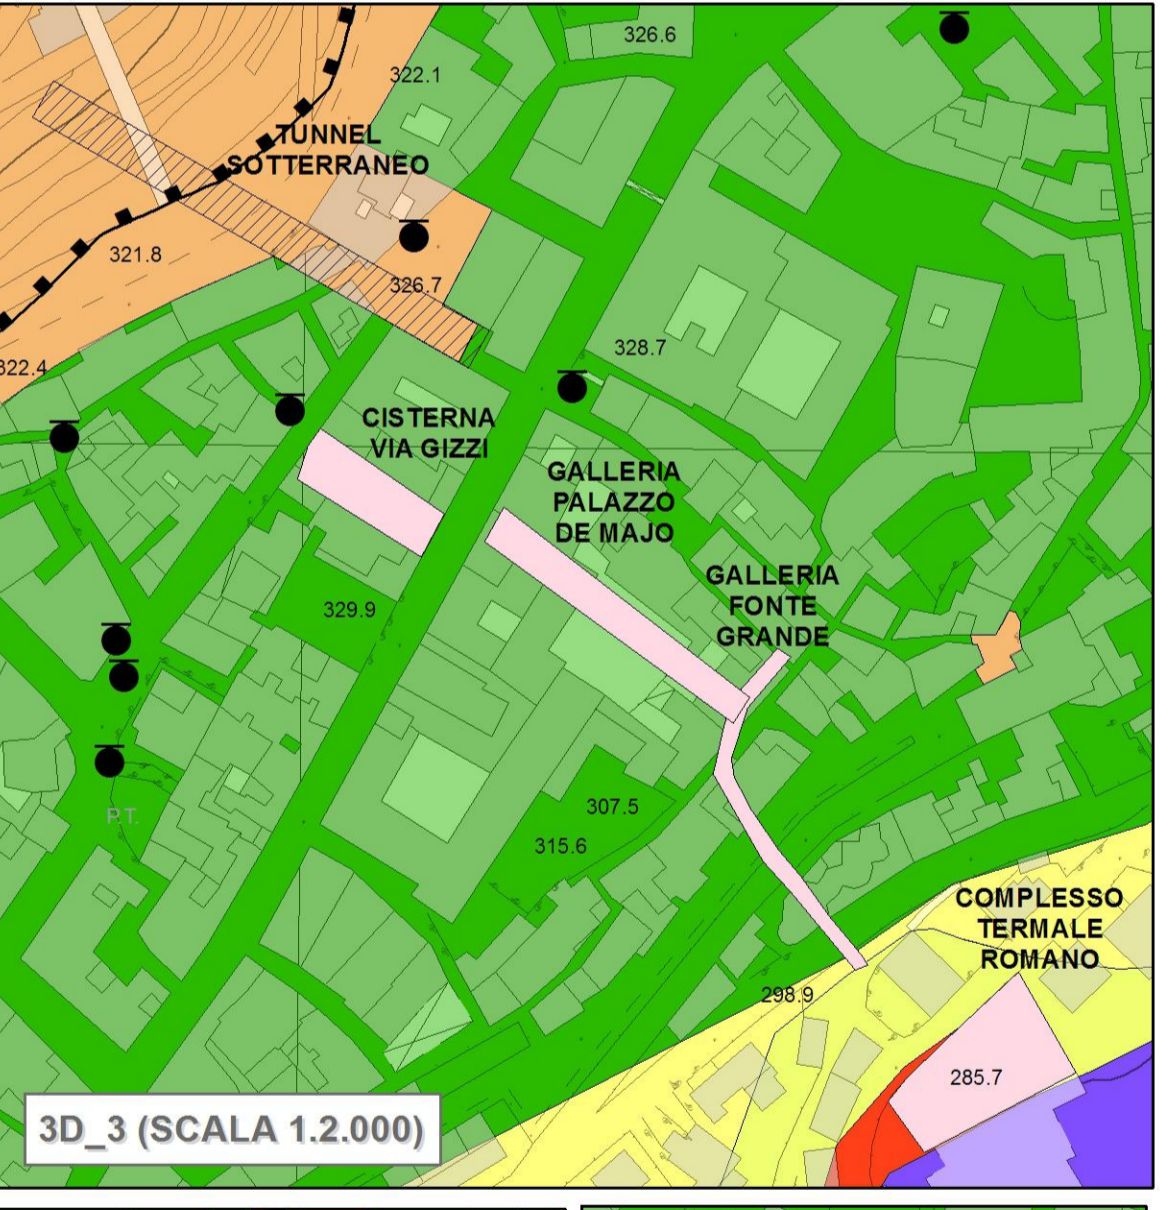 326.6
322.1
TUNNEL
SOTTERRANEO
321.8
326.7
328.7
322.4
CISTERNA
VIA GIZZI
GALLERIA
PALAZZO
DE MAJO
GALLERIA
FONTE
GRANDE
329.9
307.5
P.T.
315.6
COMPLESSO
TERMALE
ROMANO
298.9
285.7
3D_3 (SCALA 1.2.000)